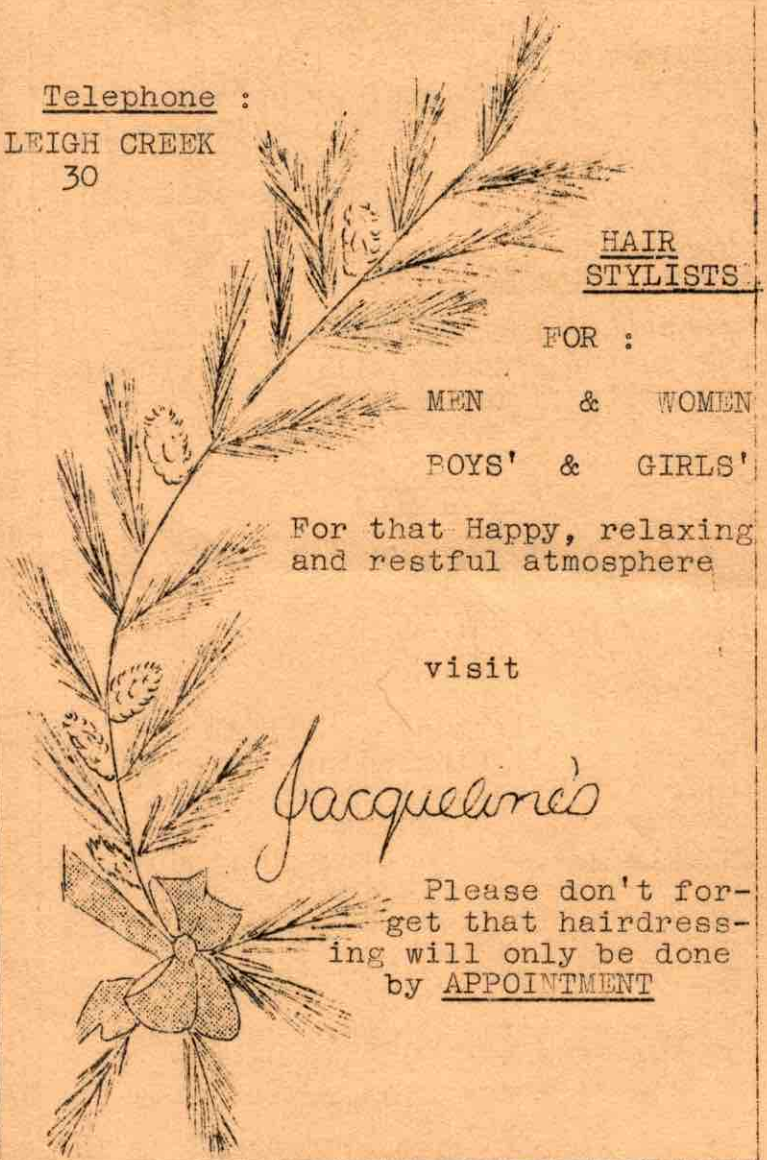 Telephone :
LEIGH CREEK
30
HAIR
STYLISTS
FOR :
MEN & WOMEN
BOYS' & GIRLS'
For that Happy, relaxing
and restful atmosphere
visit
Jacqueline's
Please don't for-
get that hairdress-
ing will only be done
by APPOINTMENT